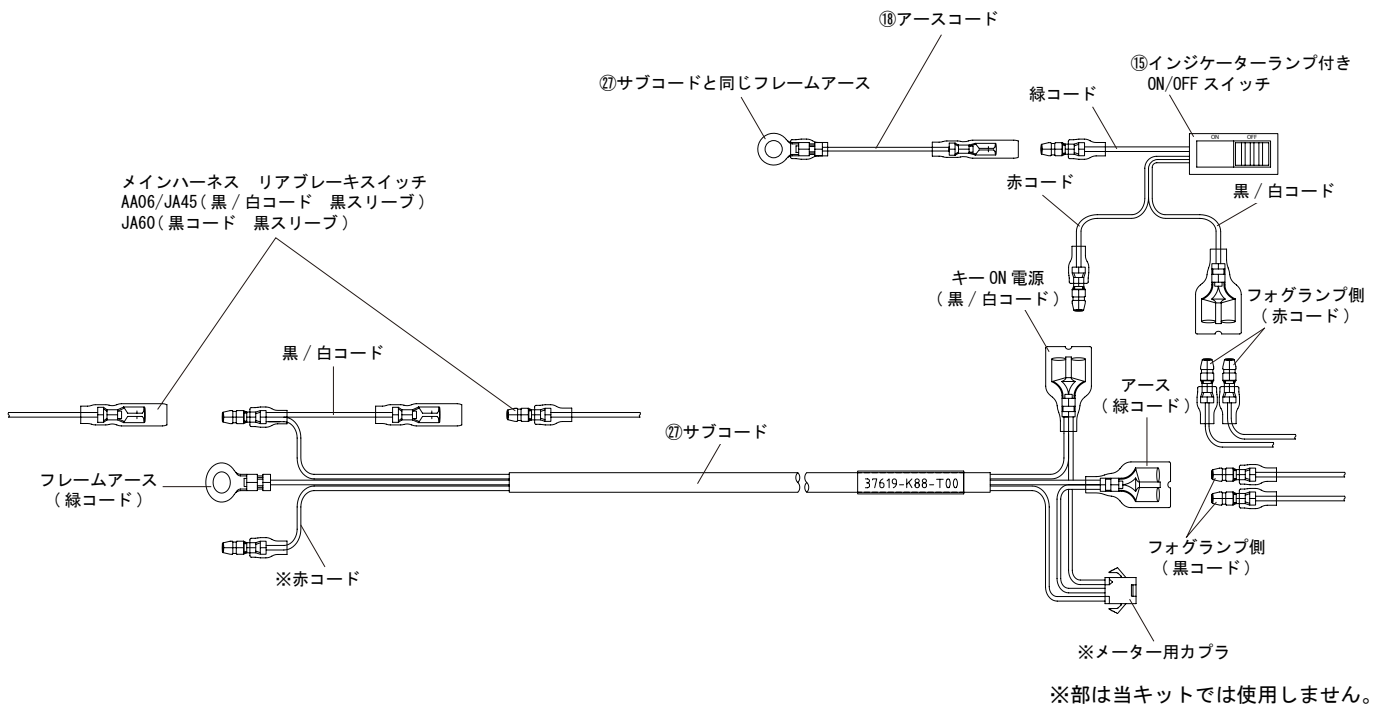 ⑱アースコード
⑮インジケーターランプ付き
ON/OFF スイッチ
㉗サブコードと同じフレームアース
緑コード
ON
OFF
メインハーネス　リアブレーキスイッチ
AA06/JA45(黒/白コード　黒スリーブ)
JA60(黒コード　黒スリーブ)
赤コード
黒/白コード
キーON 電源
(黒/白コード)
フォグランプ側
(赤コード)
黒/白コード
アース
(緑コード)
㉗サブコード
フレームアース
(緑コード)
37619-K88-T00
フォグランプ側
(黒コード)
※赤コード
※メーター用カプラ
※部は当キットでは使用しません。